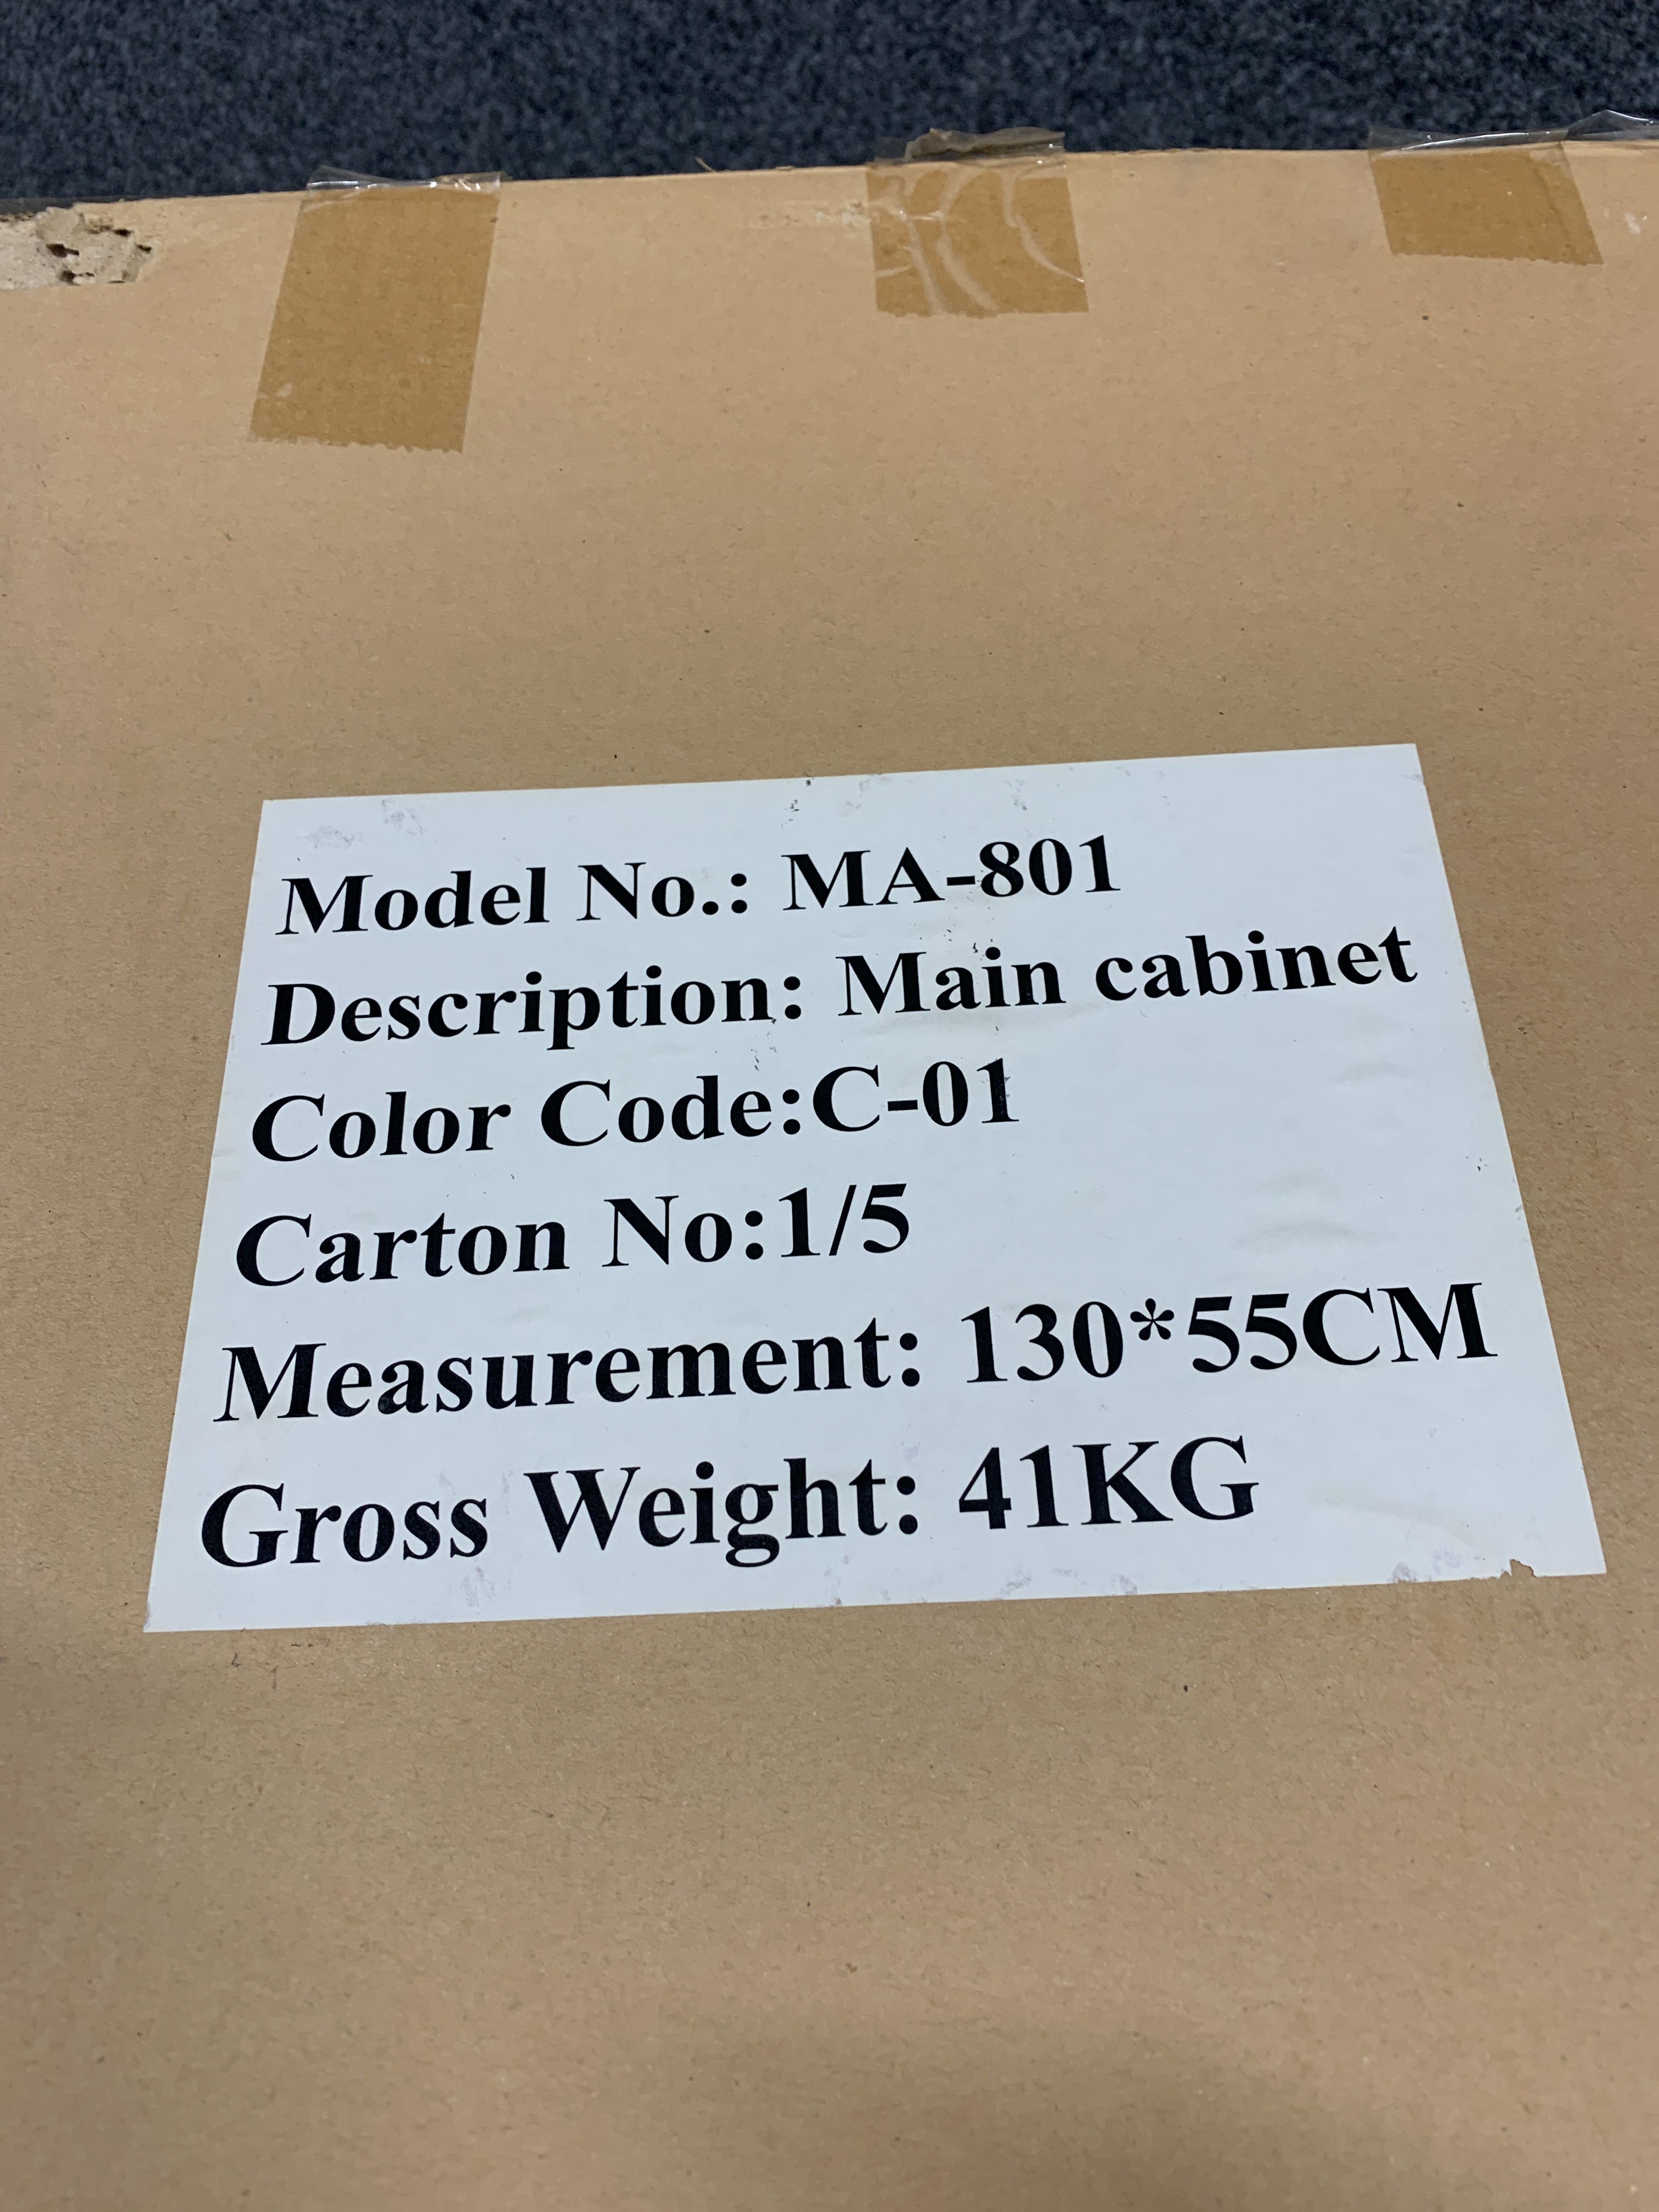 Model No.: MA-801
Description: Main cabinet
Color Code:C-01
Carton No:1/5
Measurement: 130*55CM
Gross Weight: 41KG